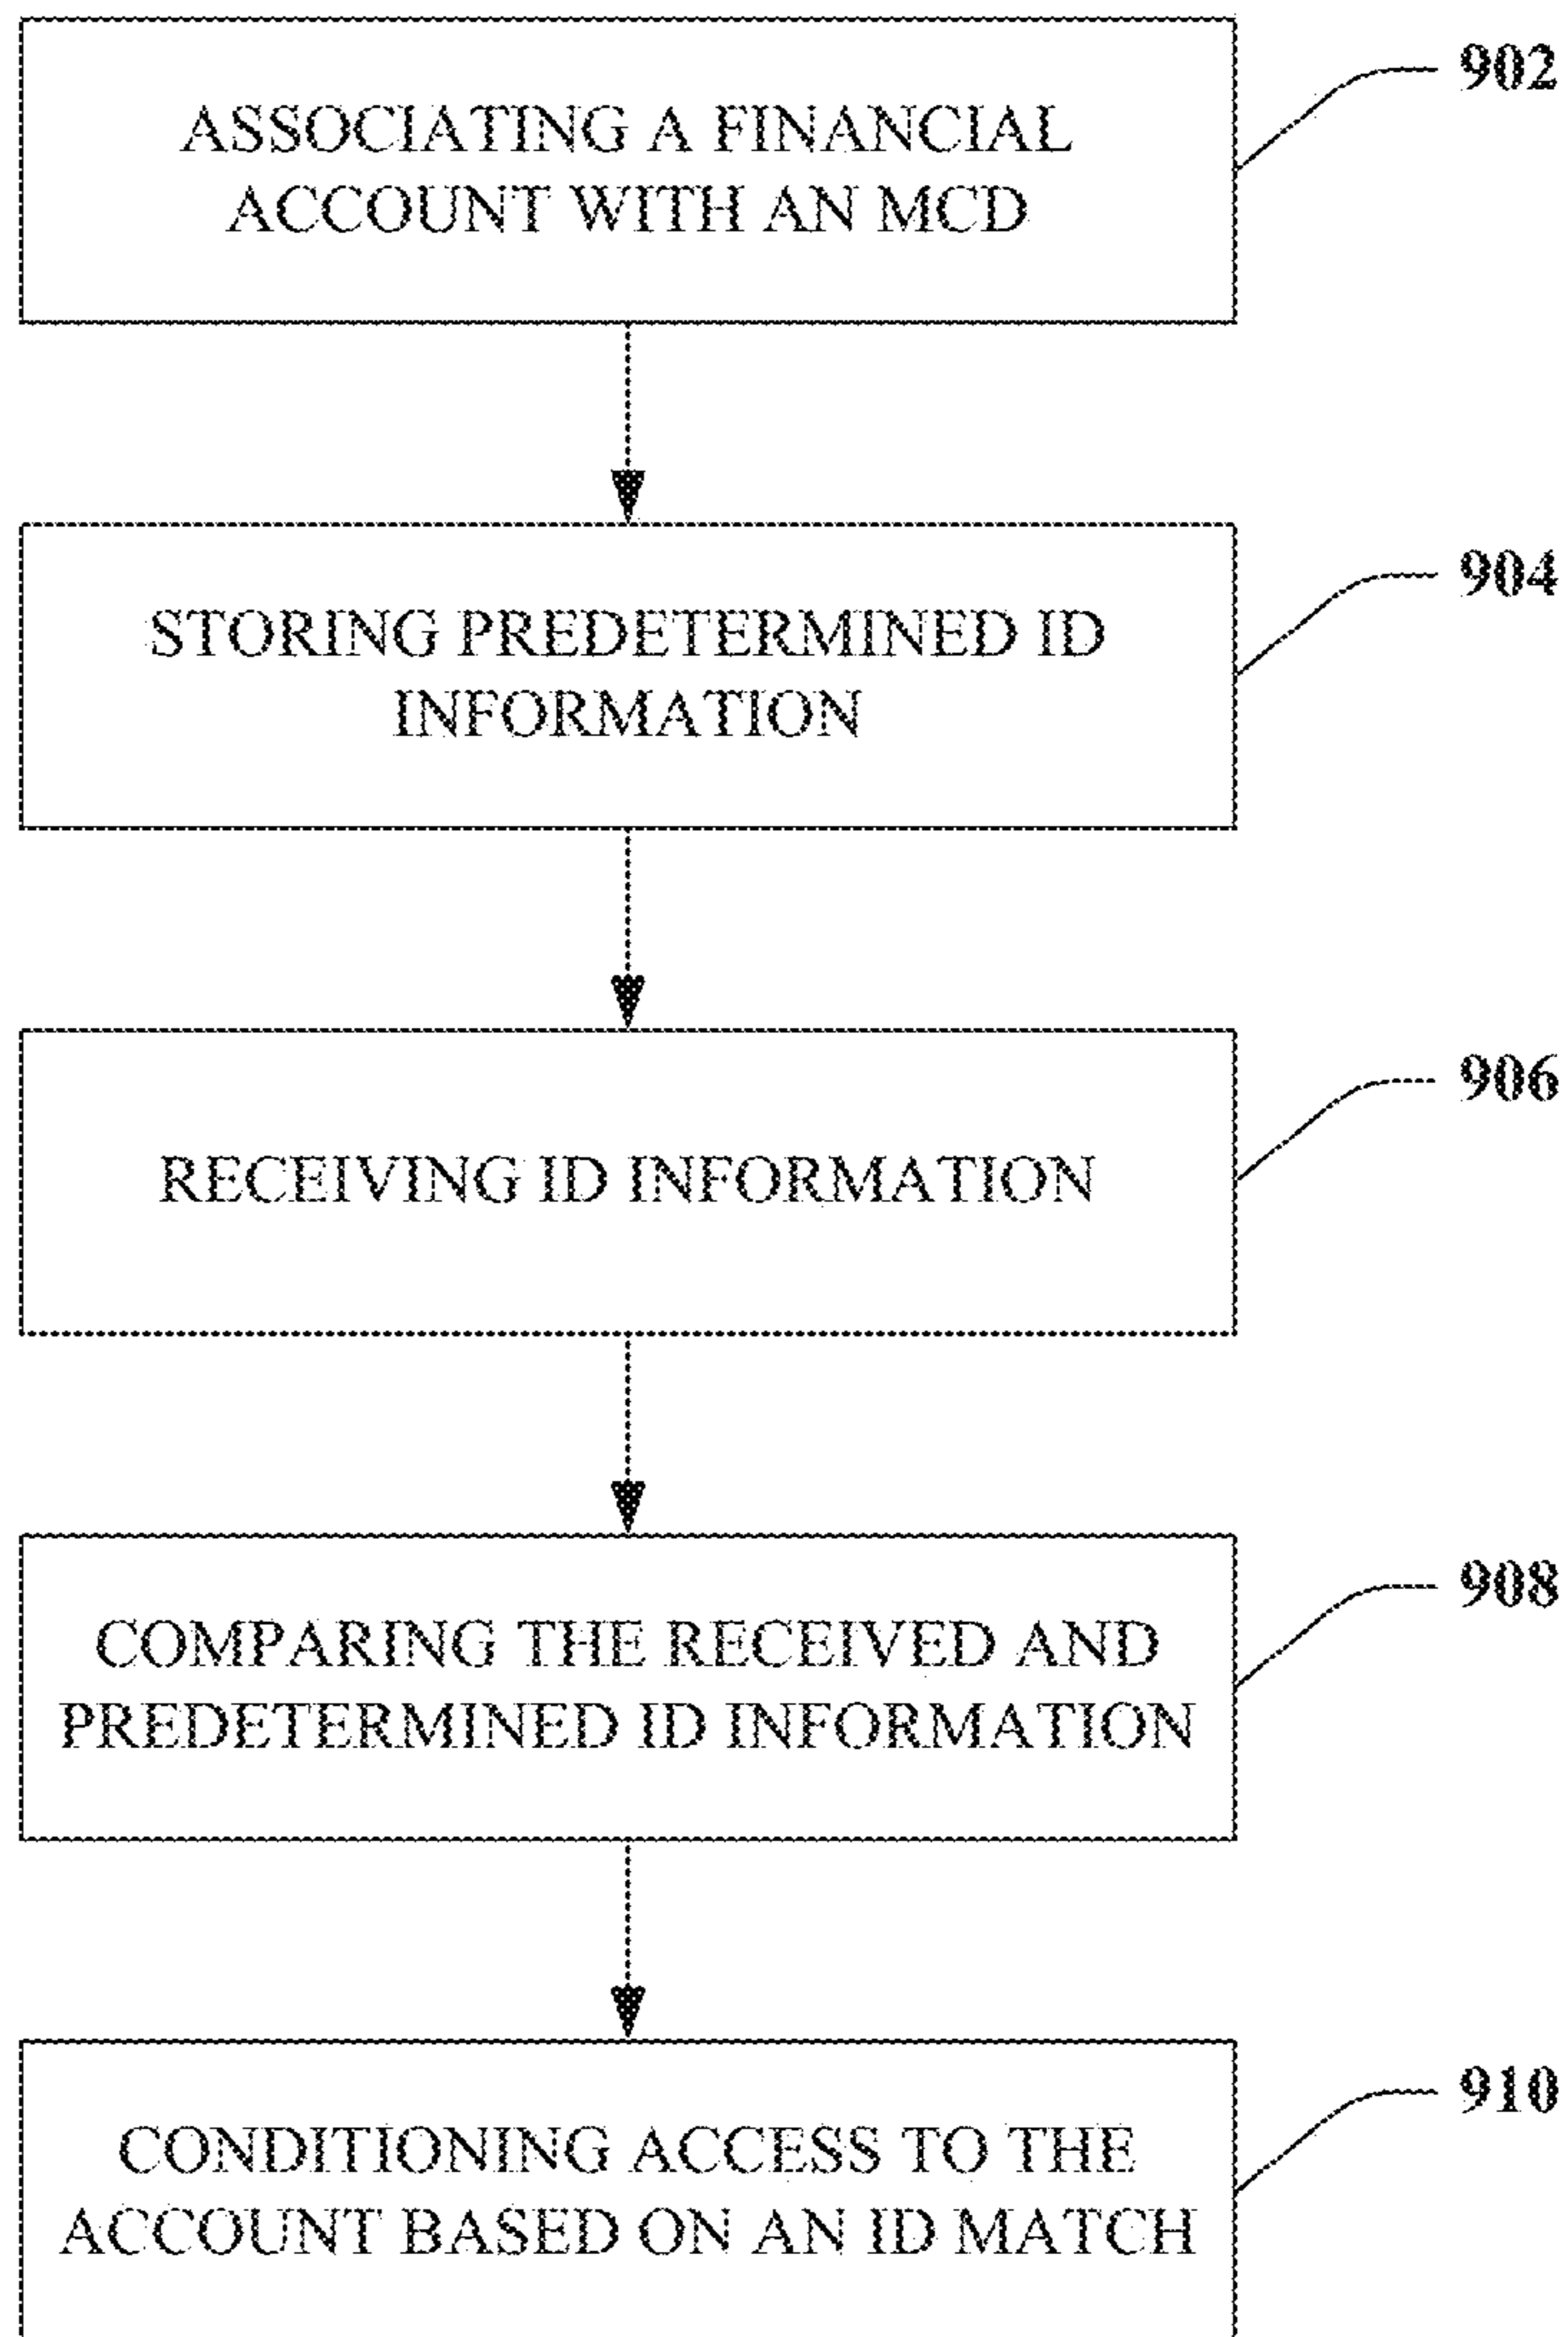 902
ASSOCIATING A FINANCIAL
ACCOUNT WITH AN MCD
904
STORING PREDETERMINED ID
INFORMATION
906
RECEIVING ID INFORMATION
908
COMPARING THE RECEIVED AND
PREDETERMINED ID INFORMATION
910
CONDITIONING ACCESS TO THE
ACCOUNT BASED ON AN ID MATCH